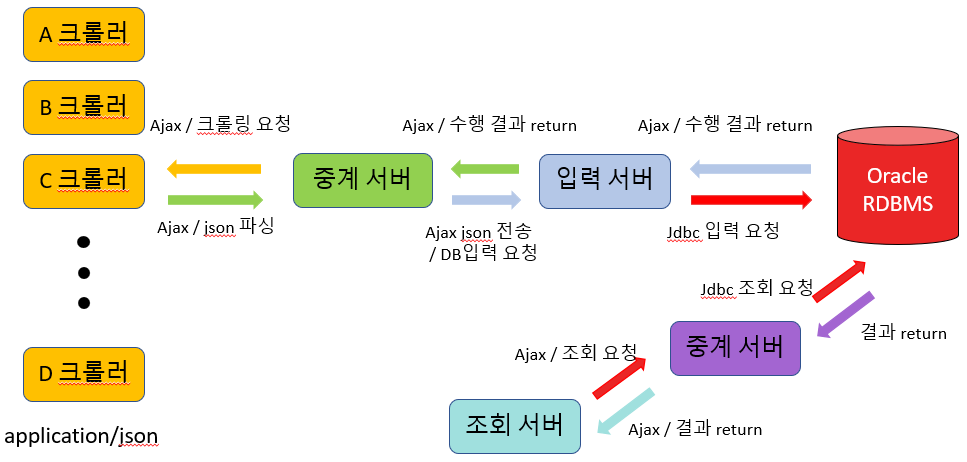 A 크롤러
B 크롤러
Ajax / 크롤링 요청
Ajax / 수행 결과 return
Ajax / 수행 결과 return
C 크롤러
중계 서버
입력 서버
Oracle
RDBMS
Ajax / json 파싱
Ajax json 전송
/ DB입력 요청
Jdbc 입력 요청
Jdbc 조회 요청
결과 return
중계 서버
Ajax / 조회 요청
D 크롤러
조회 서버
Ajax / 결과 return
application/json